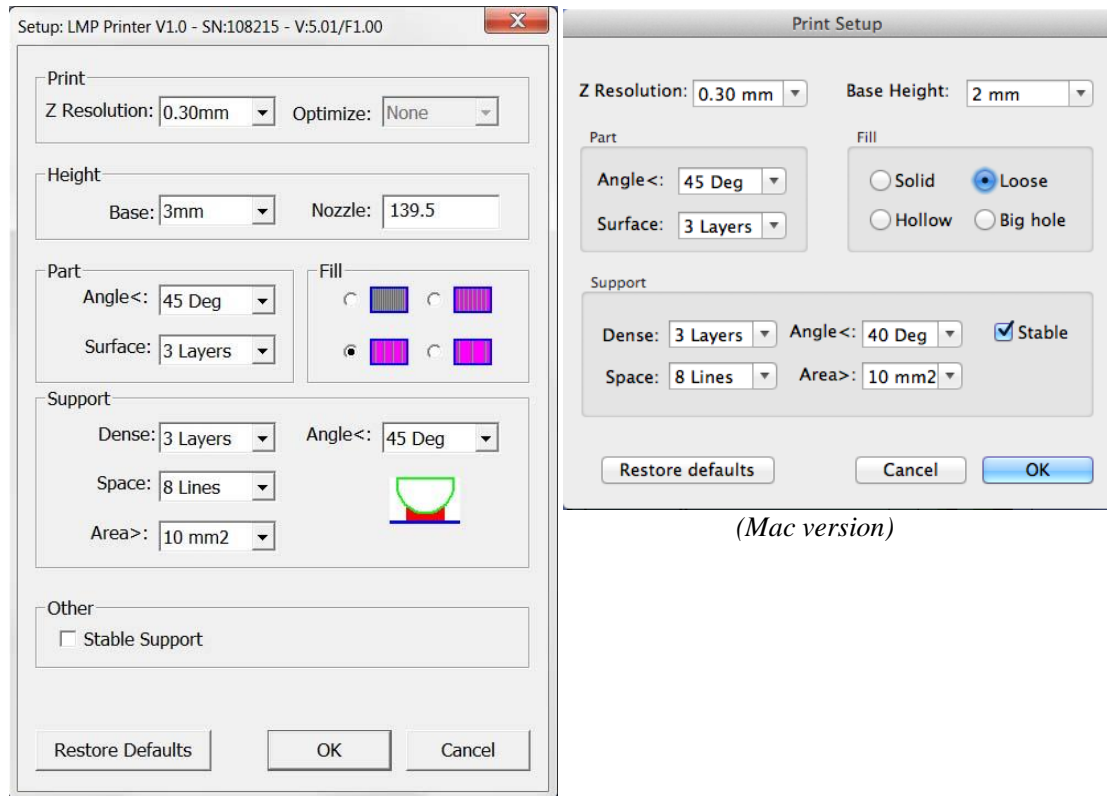 Setup: LMP Printer V1.0 - SN:108215 - V:5.01/F1.00
Print
Z Resolution: 0.30mm Optimize: None
Height
Base: 3mm Nozzle: 139.5
Part
Angle<: 45 Deg
Surface: 3 Layers
Fill
Support
Dense: 3 Layers Angle<: 45 Deg
Space: 8 Lines
Area>: 10 mm2
Other
Stable Support
Restore Defaults OK Cancel
Print Setup
Z Resolution: 0.30 mm Base Height: 2 mm
Part
Angle<: 45 Deg
Surface: 3 Layers
Fill
Solid Loose
Hollow Big hole
Support
Dense: 3 Layers Angle<: 40 Deg Stable
Space: 8 Lines Area>: 10 mm2
Restore defaults Cancel OK
(Mac version)